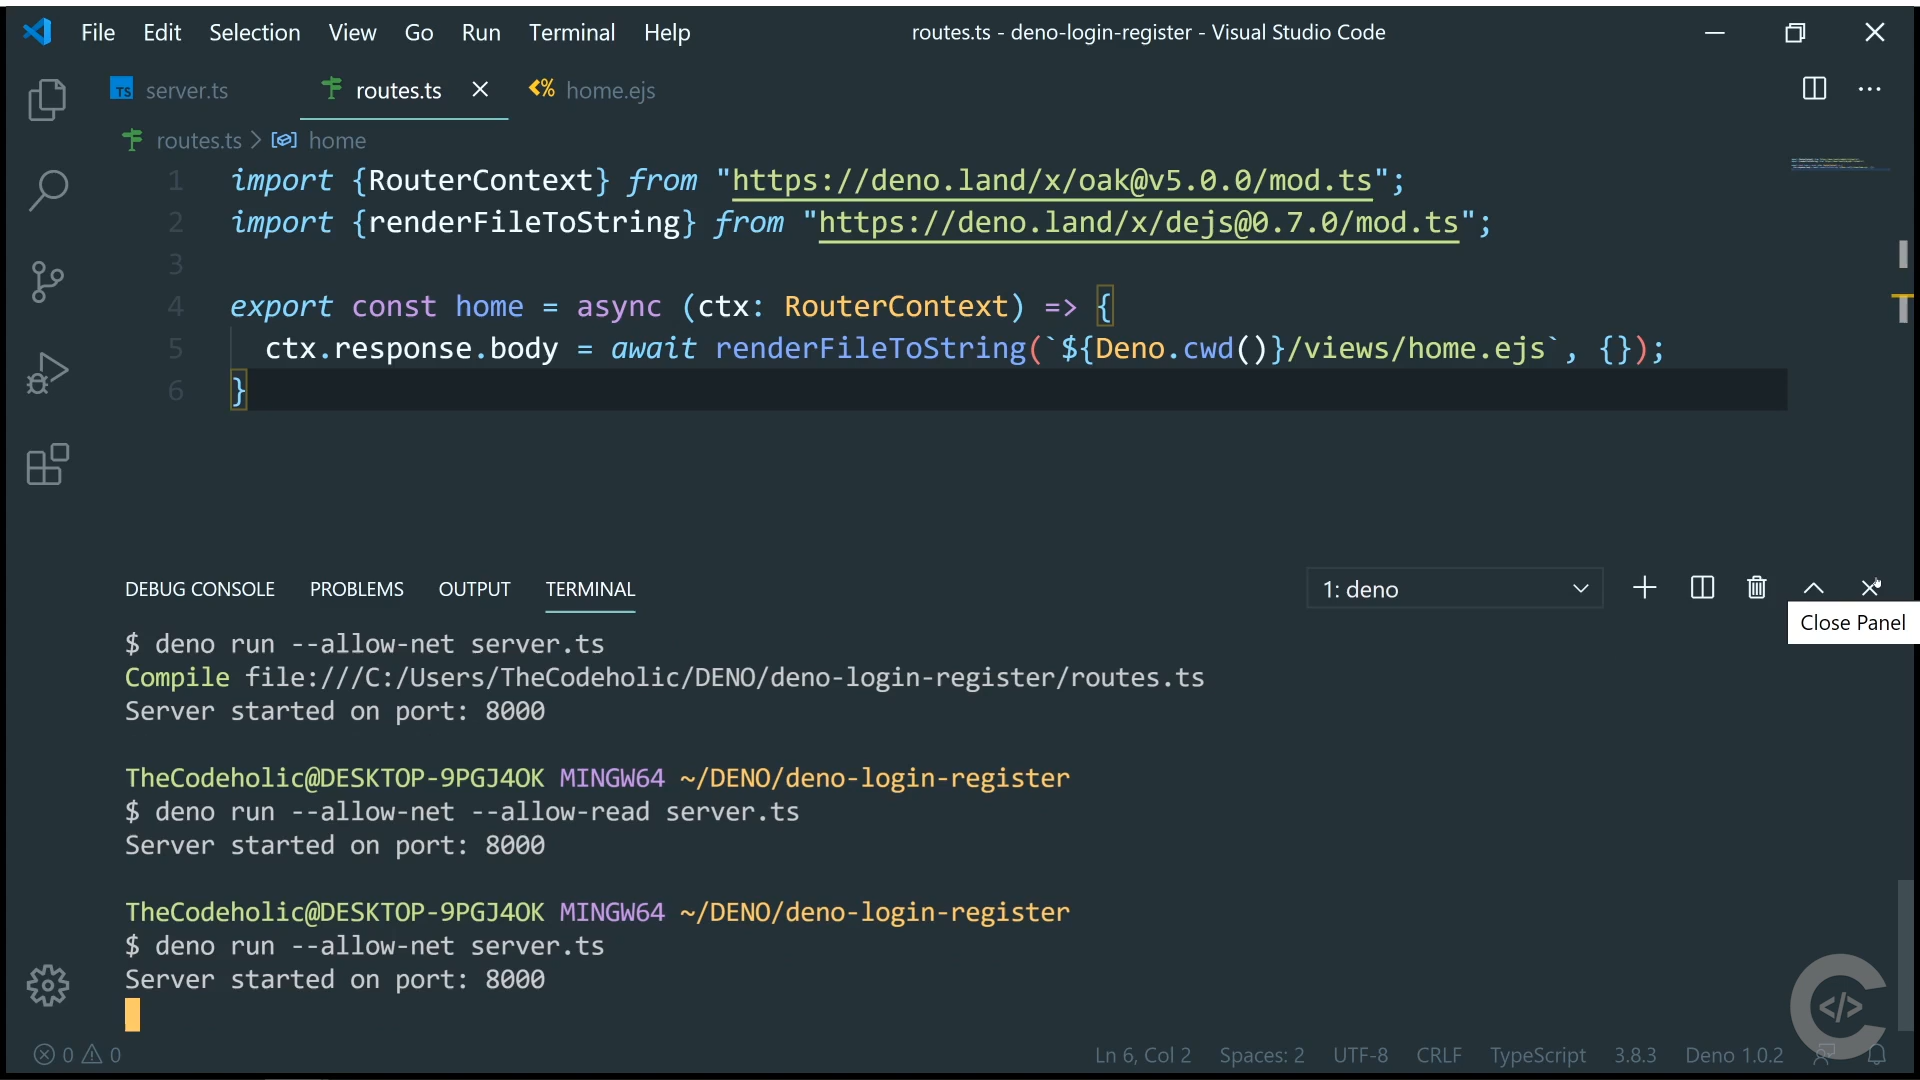 File Edit Selection View Go Run Terminal Help routes.ts - deno-login-register - Visual Studio Code
TS server.ts routes.ts <% home.ejs
routes.ts > home
1 import {RouterContext} from "https://deno.land/x/oak@v5.0.0/mod.ts";
2 import {renderFileToString} from "https://deno.land/x/dejs@0.7.0/mod.ts";
3
4 export const home = async (ctx: RouterContext) => {
5 ctx.response.body = await renderFileToString(`${Deno.cwd()}/views/home.ejs`, {});
6 }
DEBUG CONSOLE PROBLEMS OUTPUT TERMINAL 1: deno
Close Panel
$ deno run --allow-net server.ts
Compile file:///C:/Users/TheCodeholic/DENO/deno-login-register/routes.ts
Server started on port: 8000
TheCodeholic@DESKTOP-9PGJ4OK MINGW64 ~/DENO/deno-login-register
$ deno run --allow-net --allow-read server.ts
Server started on port: 8000
TheCodeholic@DESKTOP-9PGJ4OK MINGW64 ~/DENO/deno-login-register
$ deno run --allow-net server.ts
Server started on port: 8000
</>
0 0 Ln 6, Col 2 Spaces: 2 UTF-8 CRLF TypeScript 3.8.3 Deno 1.0.2